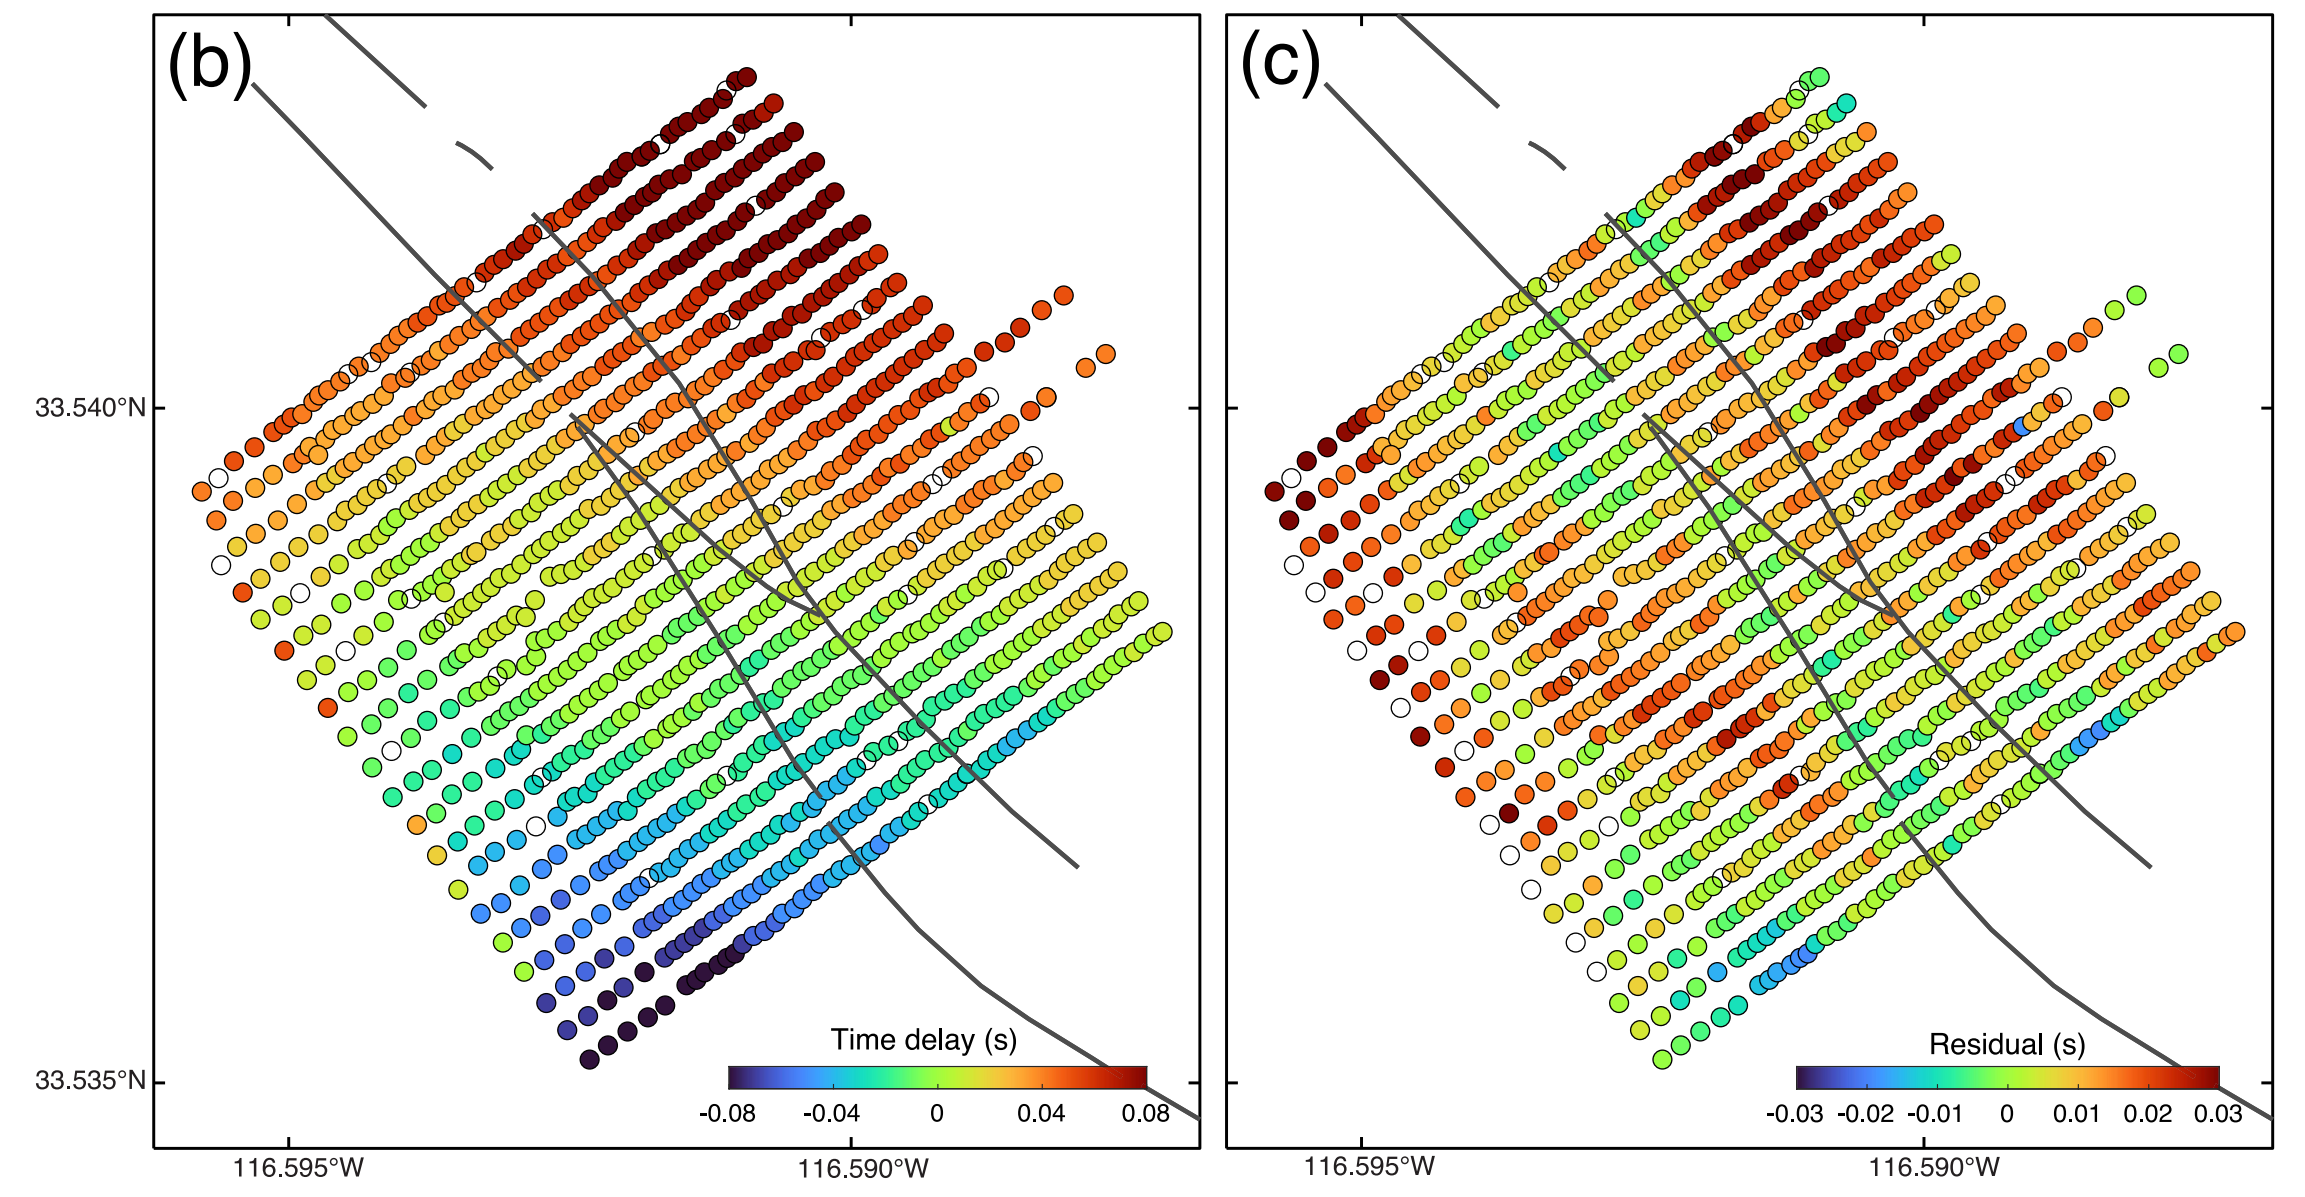 (b)
(c)
33.540°N
33.535°N
Time delay (s)
-0.08 -0.04 0 0.04 0.08
Residual (s)
-0.03 -0.02 -0.01 0 0.01 0.02 0.03
116.595°W 116.590°W
116.595°W 116.590°W